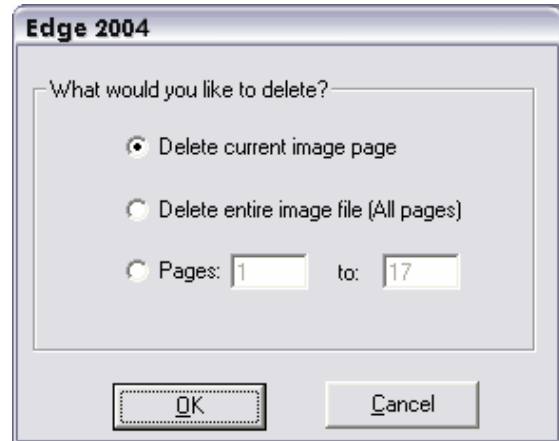 Edge 2004
What would you like to delete?
Delete current image page
Delete entire image file (All pages)
Pages: 1 to: 17
OK Cancel